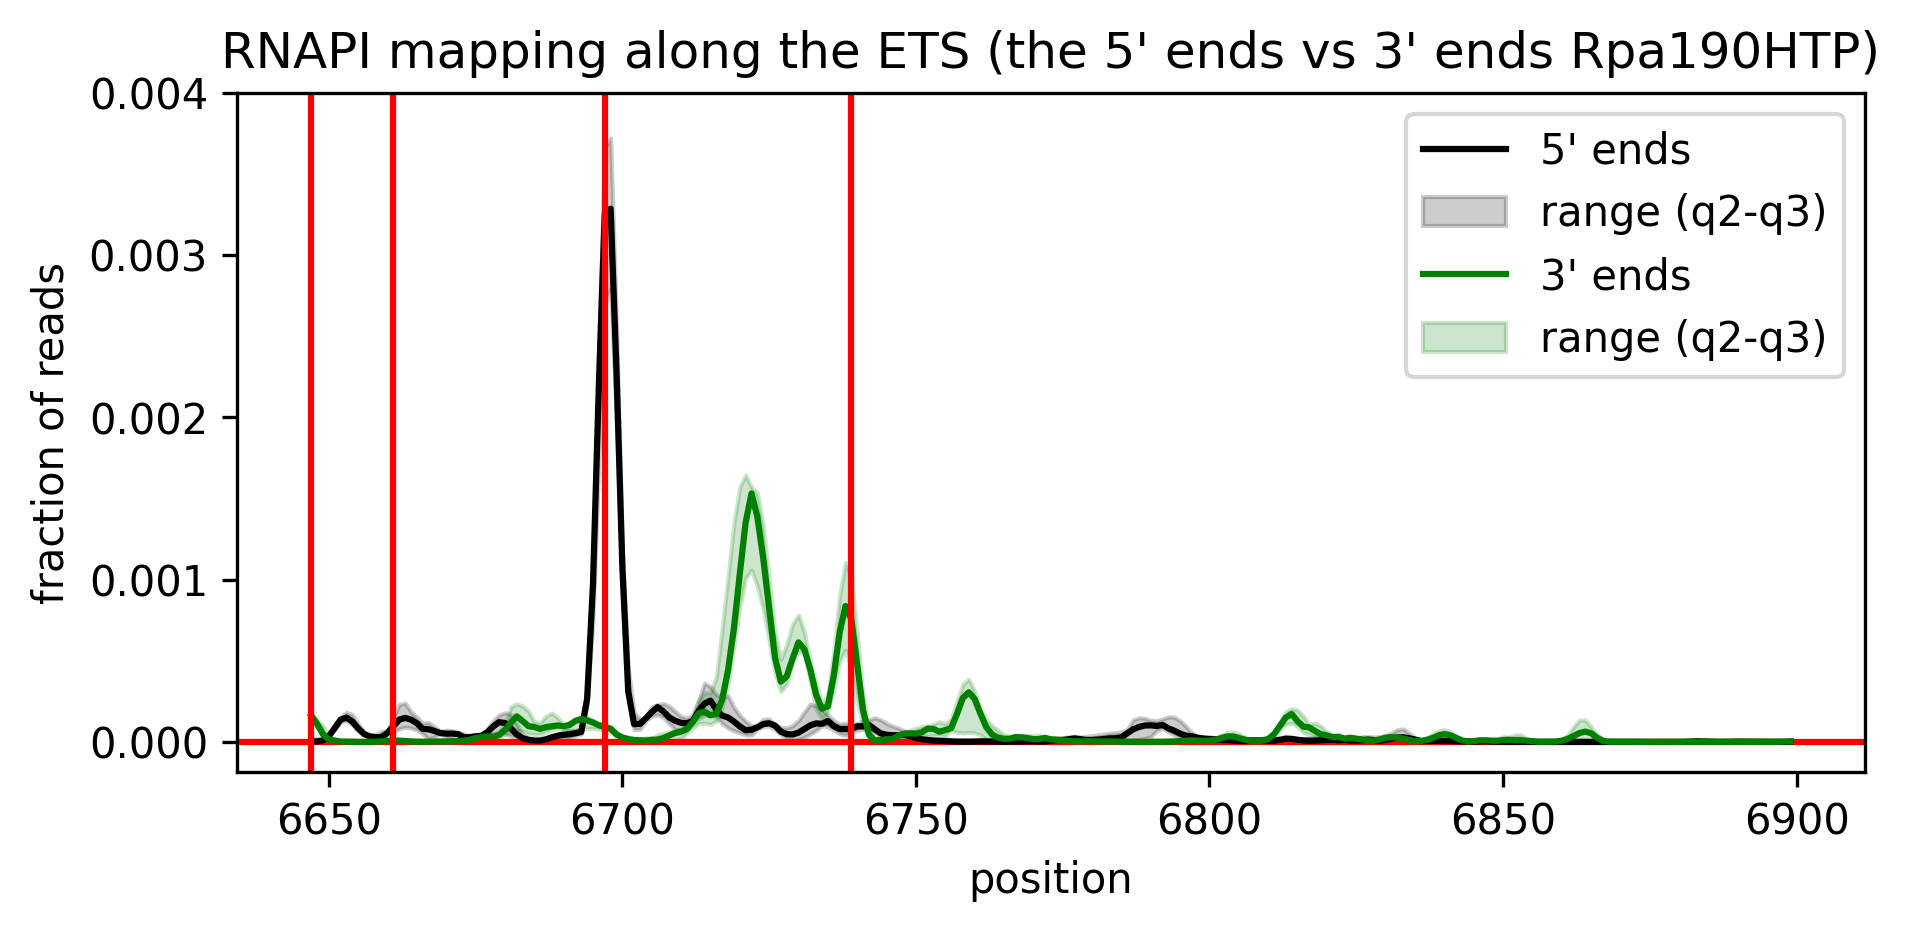 RNAPI mapping along the ETS (the 5' ends vs 3' ends Rpa190HTP)
0.004
0.003
0.002
0.001
0.000
fraction of reads
5' ends
range (q2-q3)
3' ends
range (q2-q3)
6650 6700 6750 6800 6850 6900
position